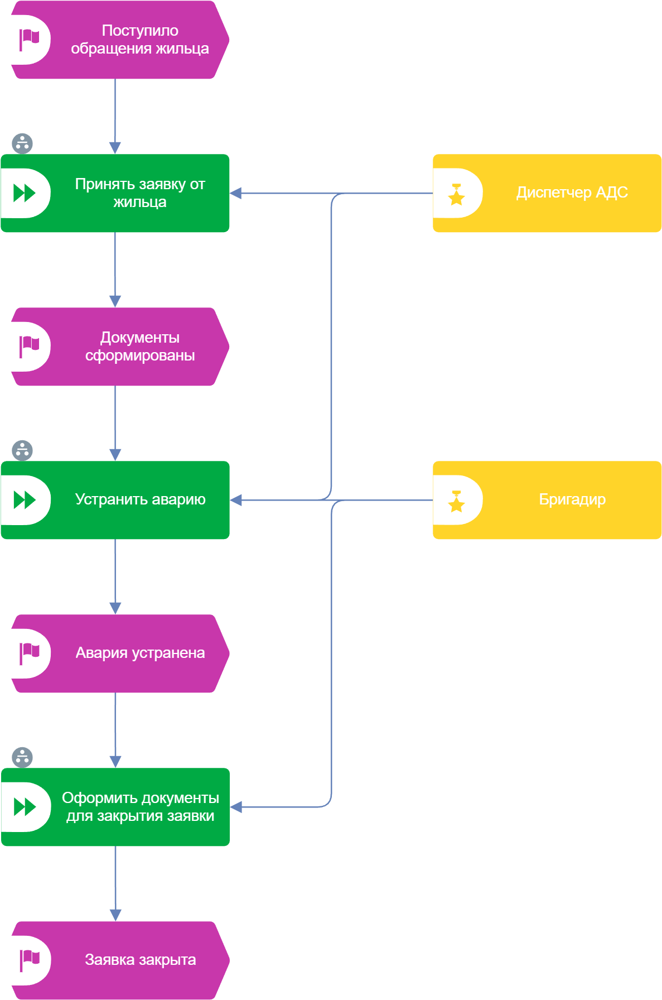 Поступило
обращения жильца
Принять заявку от
жильца
Диспетчер АДС
Документы
сформированы
Устранить аварию
Бригадир
Авария устранена
Оформить документы
для закрытия заявки
Заявка закрыта